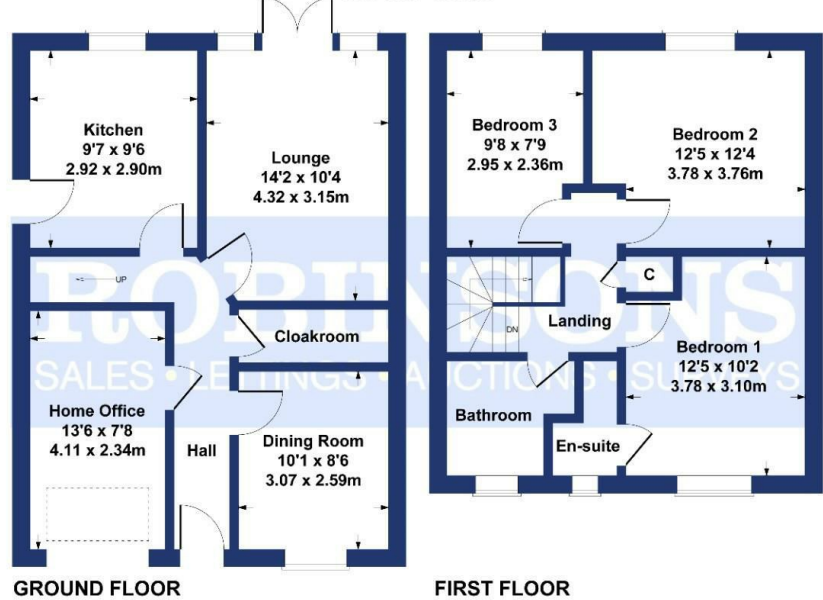 Kitchen
9'7 x 9'6
2.92 x 2.90m
Lounge
14'2 x 10'4
4.32 x 3.15m
Bedroom 3
9'8 x 7'9
2.95 x 2.36m
Bedroom 2
12'5 x 12'4
3.78 x 3.76m
UP
C
ROBINSONS
SALES • LETTINGS • AUCTIONS • SURVEYS
DN
Landing
Cloakroom
Bedroom 1
12'5 x 10'2
3.78 x 3.10m
Home Office
13'6 x 7'8
4.11 x 2.34m
Hall
Dining Room
10'1 x 8'6
3.07 x 2.59m
Bathroom
En-suite
GROUND FLOOR
FIRST FLOOR